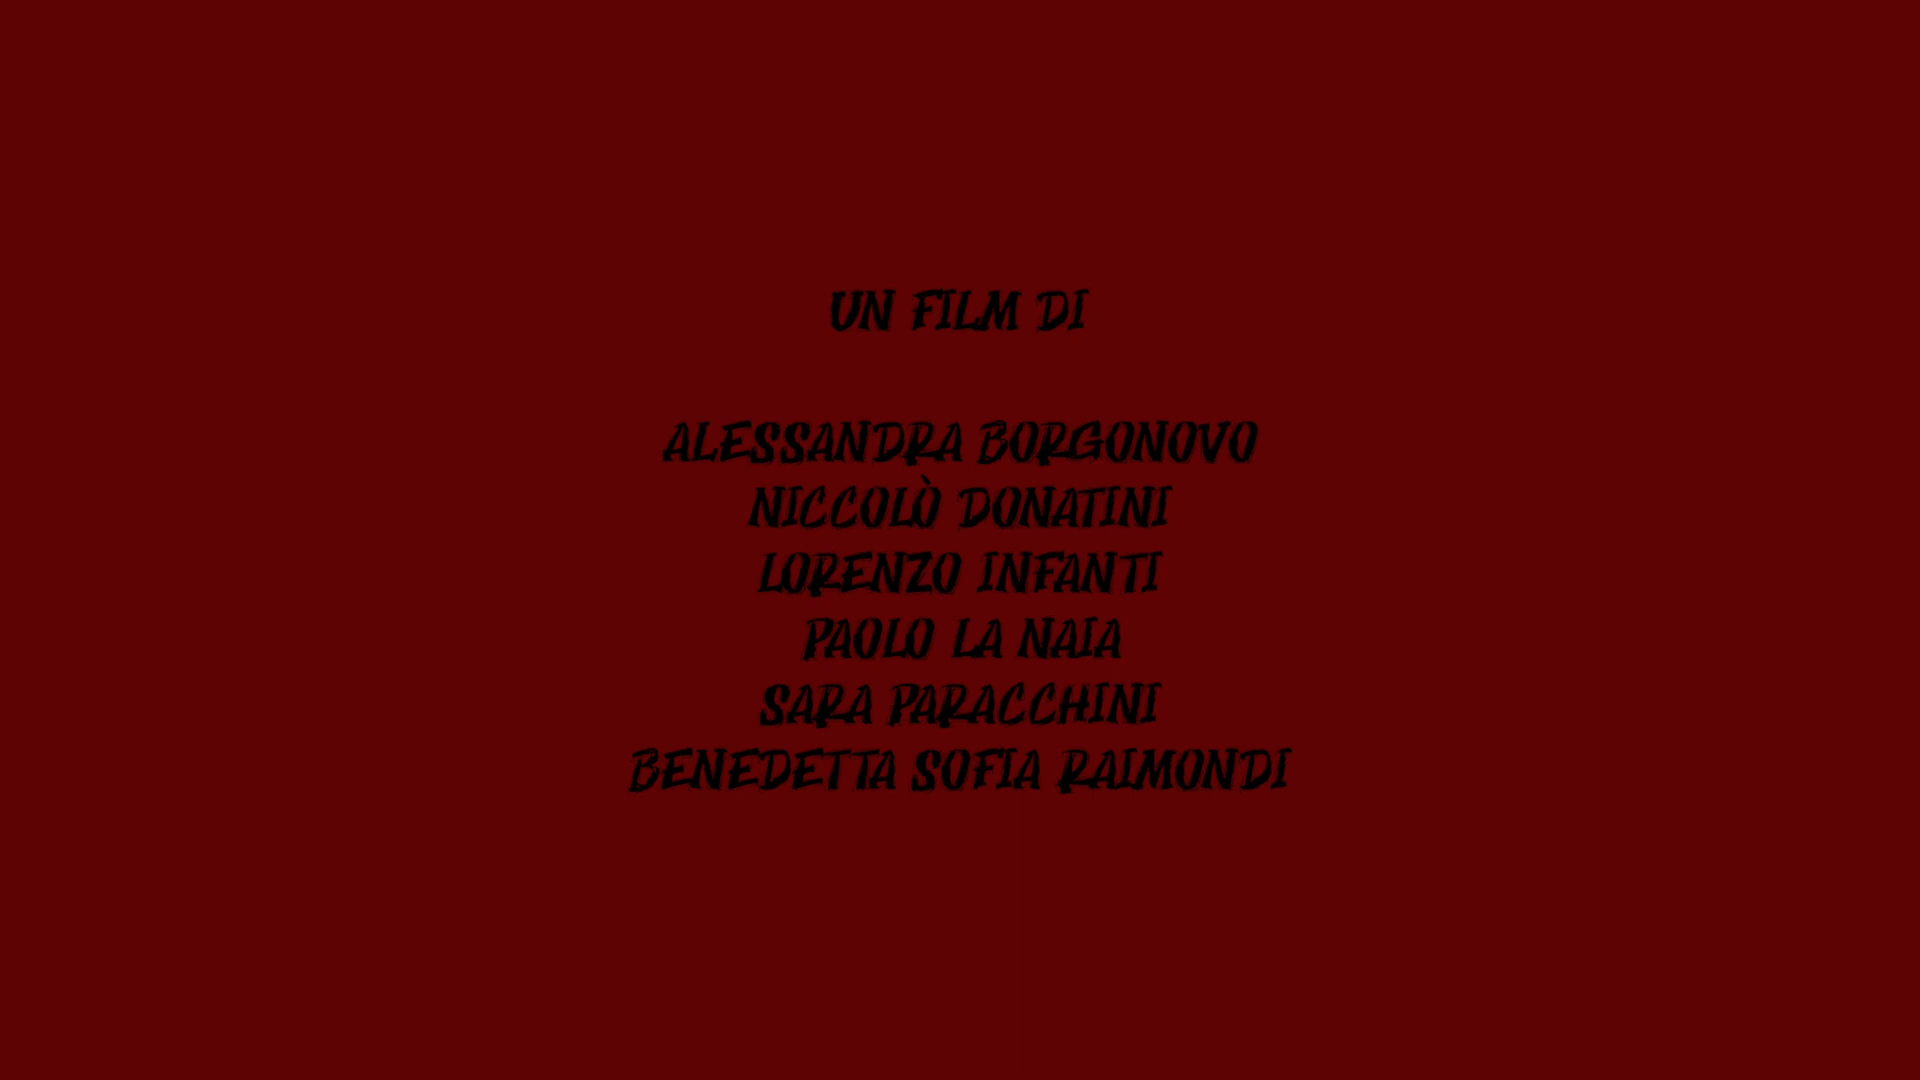 UN FILM DI
ALESSANDRA BORGONOVO
NICCOLÒ DONATINI
LORENZO INFANTI
PAOLO LA NAIA
SARA PARACCHINI
BENEDETTA SOFIA RAIMONDI